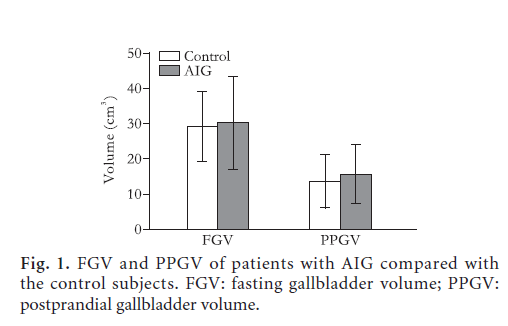 50
Control
AIG
40
30
20
10
0
Volume (cm³)
FGV
PPGV
Fig. 1. FGV and PPGV of patients with AIG compared with
the control subjects. FGV: fasting gallbladder volume; PPGV:
postprandial gallbladder volume.